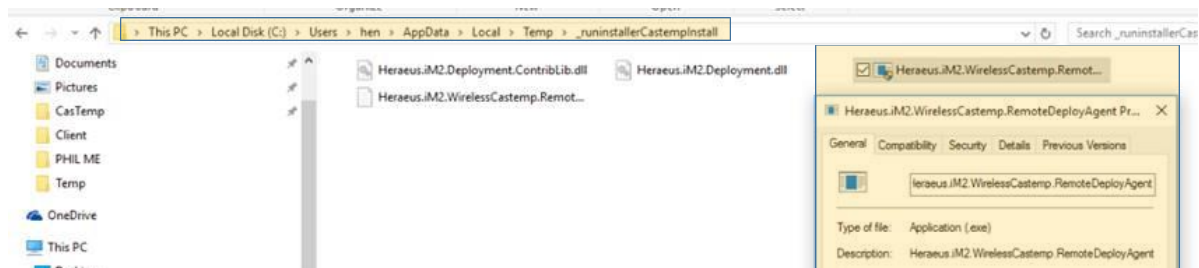 This PC > Local Disk (C:) > Users > hen > AppData > Local > Temp > _runinstallerCastempInstall
Search _runinstallerCas
Documents
Pictures
CasTemp
Client
PHIL ME
Temp
OneDrive
This PC
Heraeus.iM2.Deployment.ContribLib.dll
Heraeus.iM2.Deployment.dll
Heraeus.iM2.WirelessCastemp.Remot...
Heraeus.iM2.WirelessCastemp.Remot...
Heraeus.iM2.WirelessCastemp.RemoteDeployAgent Pr...
General Compatibility Security Details Previous Versions
Heraeus.iM2.WirelessCastemp.RemoteDeployAgent
Type of file: Application (.exe)
Description: Heraeus.iM2.WirelessCastemp.RemoteDeployAgent